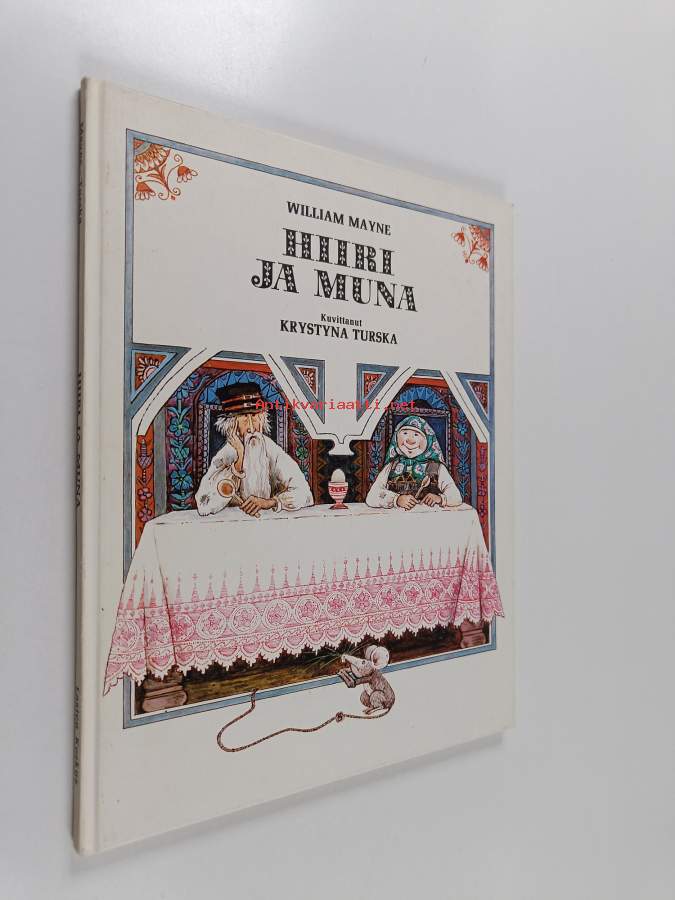 WILLIAM MAYNE
HIIRI
JA MUNA
Kuvittanut
KRYSTYNA TURSKA
Antikvariaatti.net
HIIRI JA MUNA